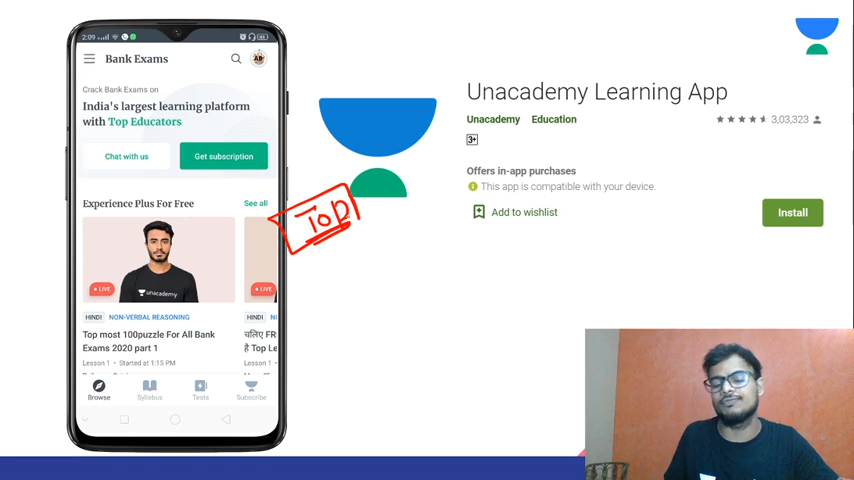 2:09
Bank Exams
AB
Crack Bank Exams on
India's largest learning platform
with Top Educators
Chat with us
Get subscription
Experience Plus For Free
See all
Top
LIVE
unacademy
LIVE
HINDI NON-VERBAL REASONING
HINDI
Top most 100puzzle For All Bank
Exams 2020 part 1
चलिए FR
है Top Le
Lesson 1 • Started at 1:15 PM
Lesson 1 •
Browse
Syllabus
Tests
Subscribe
Unacademy Learning App
Unacademy Education
3,03,323
3+
Offers in-app purchases
This app is compatible with your device.
Add to wishlist
Install